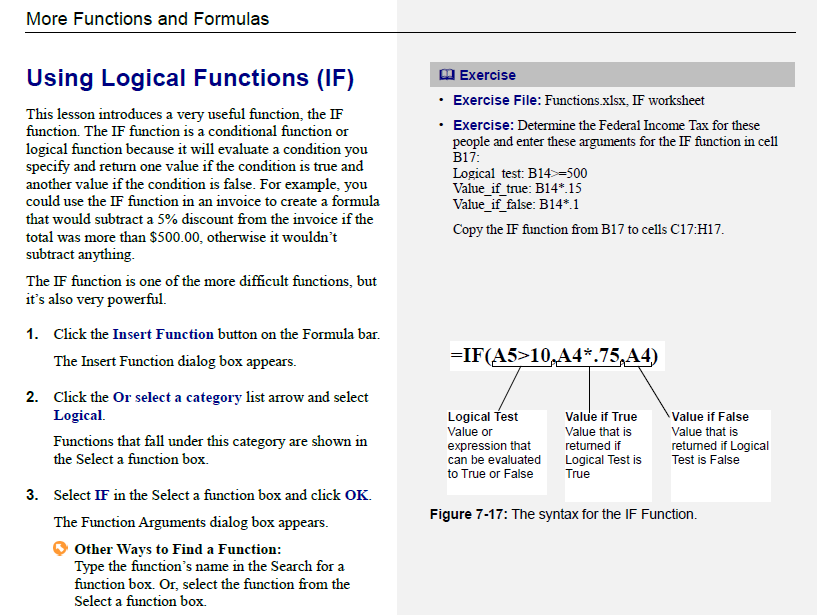 More Functions and Formulas
Using Logical Functions (IF)
This lesson introduces a very useful function, the IF
function. The IF function is a conditional function or
logical function because it will evaluate a condition you
specify and return one value if the condition is true and
another value if the condition is false. For example, you
could use the IF function in an invoice to create a formula
that would subtract a 5% discount from the invoice if the
total was more than $500.00, otherwise it wouldn’t
subtract anything.
The IF function is one of the more difficult functions, but
it’s also very powerful.
1. Click the Insert Function button on the Formula bar.
The Insert Function dialog box appears.
2. Click the Or select a category list arrow and select
Logical.
Functions that fall under this category are shown in
the Select a function box.
3. Select IF in the Select a function box and click OK.
The Function Arguments dialog box appears.
Other Ways to Find a Function:
Type the function’s name in the Search for a
function box. Or, select the function from the
Select a function box.
Exercise
• Exercise File: Functions.xlsx, IF worksheet
• Exercise: Determine the Federal Income Tax for these
people and enter these arguments for the IF function in cell
B17:
Logical_test: B14>=500
Value_if_true: B14*.15
Value_if_false: B14*.1
Copy the IF function from B17 to cells C17:H17.
=IF(A5>10,A4*.75,A4)
Logical Test
Value or
expression that
can be evaluated
to True or False
Value if True
Value that is
returned if
Logical Test is
True
Value if False
Value that is
returned if Logical
Test is False
Figure 7-17: The syntax for the IF Function.